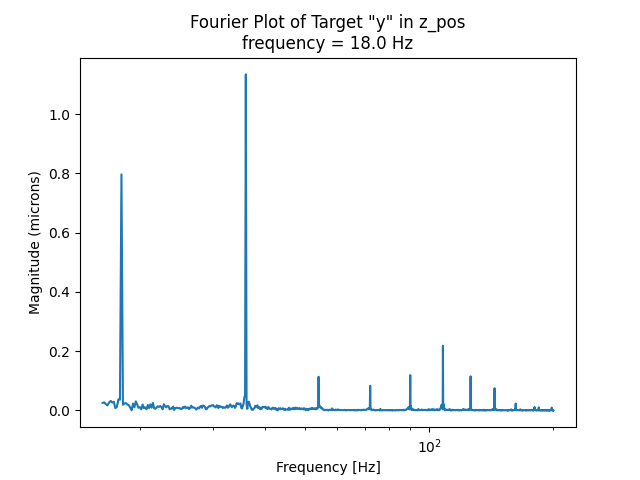 Fourier Plot of Target "y" in z_pos
frequency = 18.0 Hz
Magnitude (microns)
1.0
0.8
0.6
0.4
0.2
0.0
10²
Frequency [Hz]